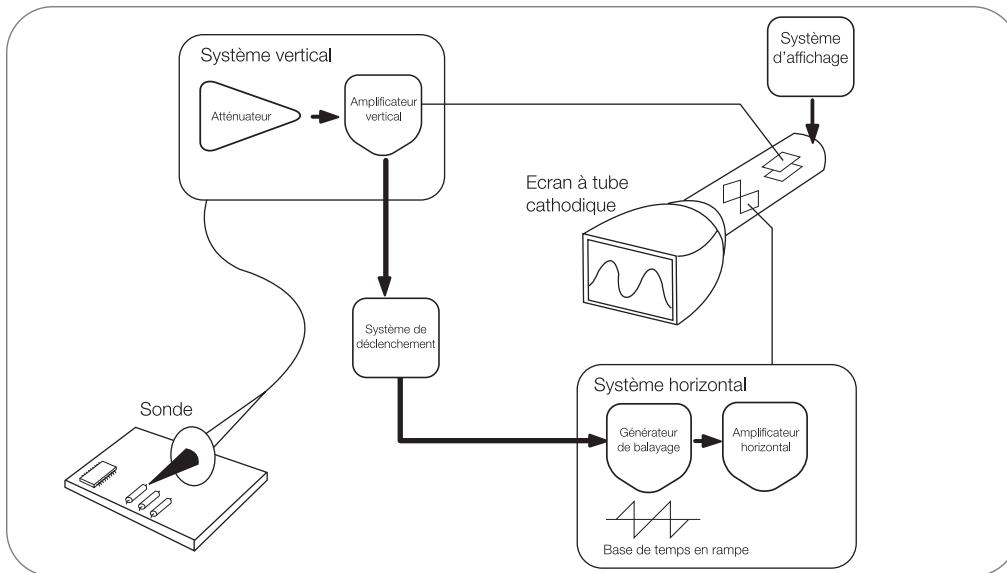 Système vertical
Atténuateur
Amplificateur
vertical
Système
d'affichage
Ecran à tube
cathodique
Système de
déclenchement
Sonde
Système horizontal
Générateur
de balayage
Amplificateur
horizontal
Base de temps en rampe